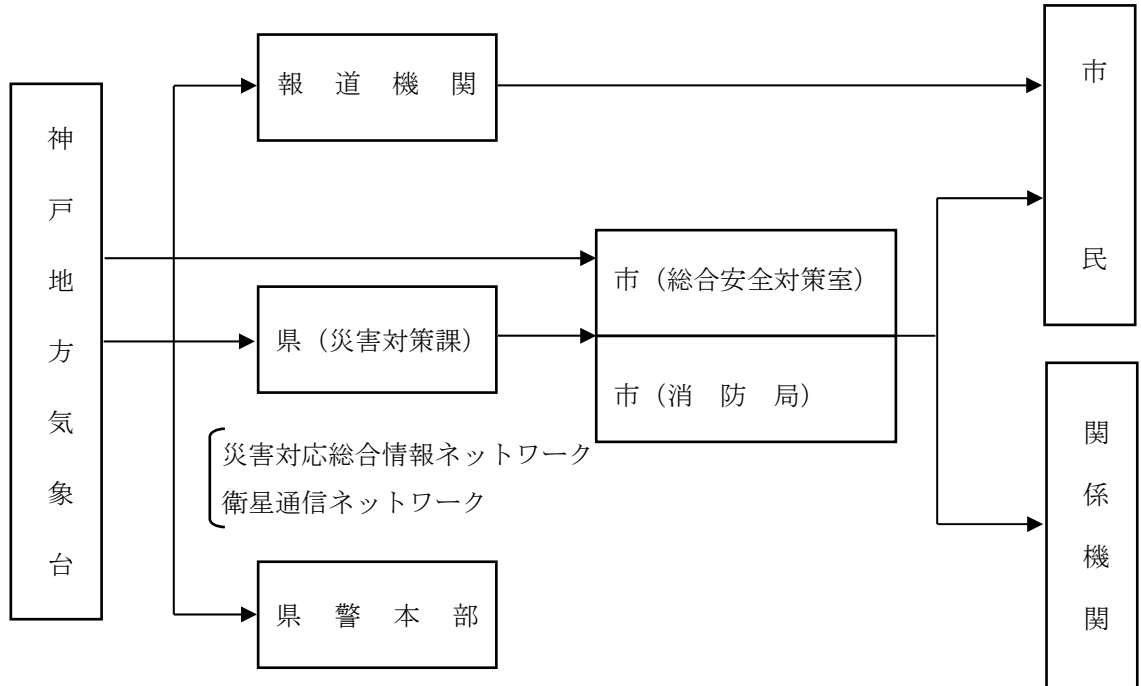 神戸地方気象台
報道機関
県（災害対策課）
災害対応総合情報ネットワーク
衛星通信ネットワーク
県警本部
市（総合安全対策室）
市（消防局）
市民
関係機関